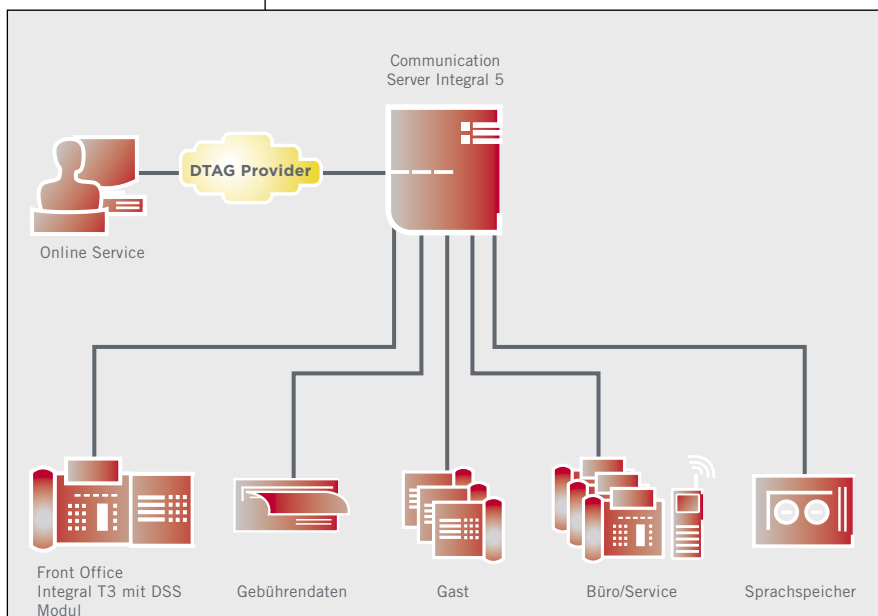 Communication
Server Integral 5
DTAG Provider
Online Service
Front Office
Integral T3 mit DSS
Modul
Gebührendaten
Gast
Büro/Service
Sprachspeicher